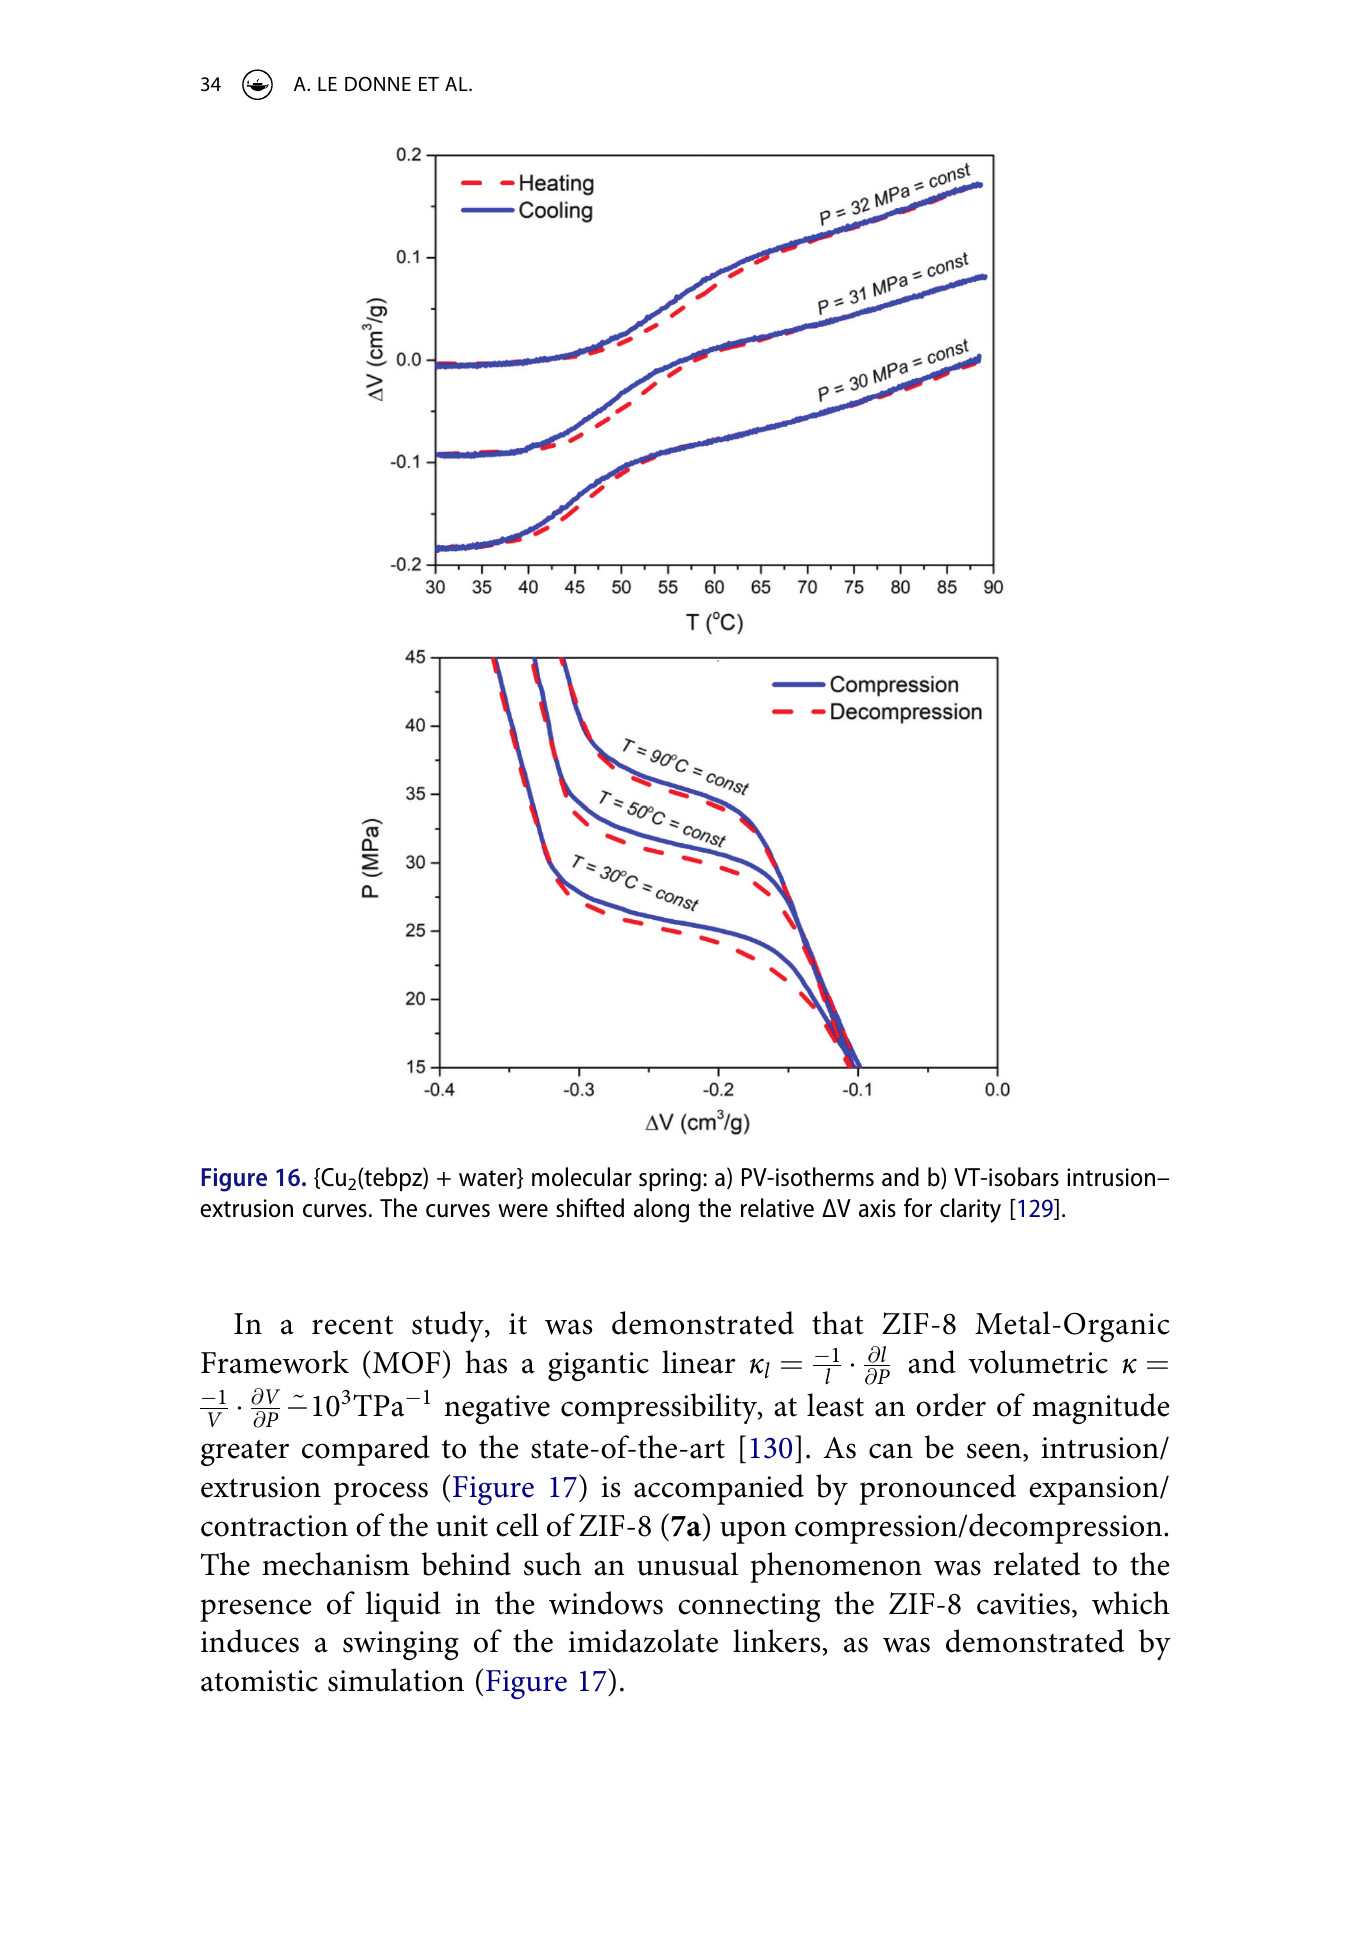 34 A. LE DONNE ET AL.
0.2
0.1
0.0
-0.1
-0.2
ΔV (cm³/g)
Heating
Cooling
P = 32 MPa = const
P = 31 MPa = const
P = 30 MPa = const
30 35 40 45 50 55 60 65 70 75 80 85 90
T (°C)
45
40
35
30
25
20
15
P (MPa)
Compression
Decompression
T = 90°C = const
T = 50°C = const
T = 30°C = const
-0.4 -0.3 -0.2 -0.1 0.0
ΔV (cm³/g)
Figure 16. {Cu₂(tebpz) + water} molecular spring: a) PV-isotherms and b) VT-isobars intrusion–
extrusion curves. The curves were shifted along the relative ΔV axis for clarity [129].
In a recent study, it was demonstrated that ZIF-8 Metal-Organic
Framework (MOF) has a gigantic linear κₗ = −1/l · ∂l/∂P and volumetric κ =
−1/V · ∂V/∂P ~ −10³TPa⁻¹ negative compressibility, at least an order of magnitude
greater compared to the state-of-the-art [130]. As can be seen, intrusion/
extrusion process (Figure 17) is accompanied by pronounced expansion/
contraction of the unit cell of ZIF-8 (7a) upon compression/decompression.
The mechanism behind such an unusual phenomenon was related to the
presence of liquid in the windows connecting the ZIF-8 cavities, which
induces a swinging of the imidazolate linkers, as was demonstrated by
atomistic simulation (Figure 17).